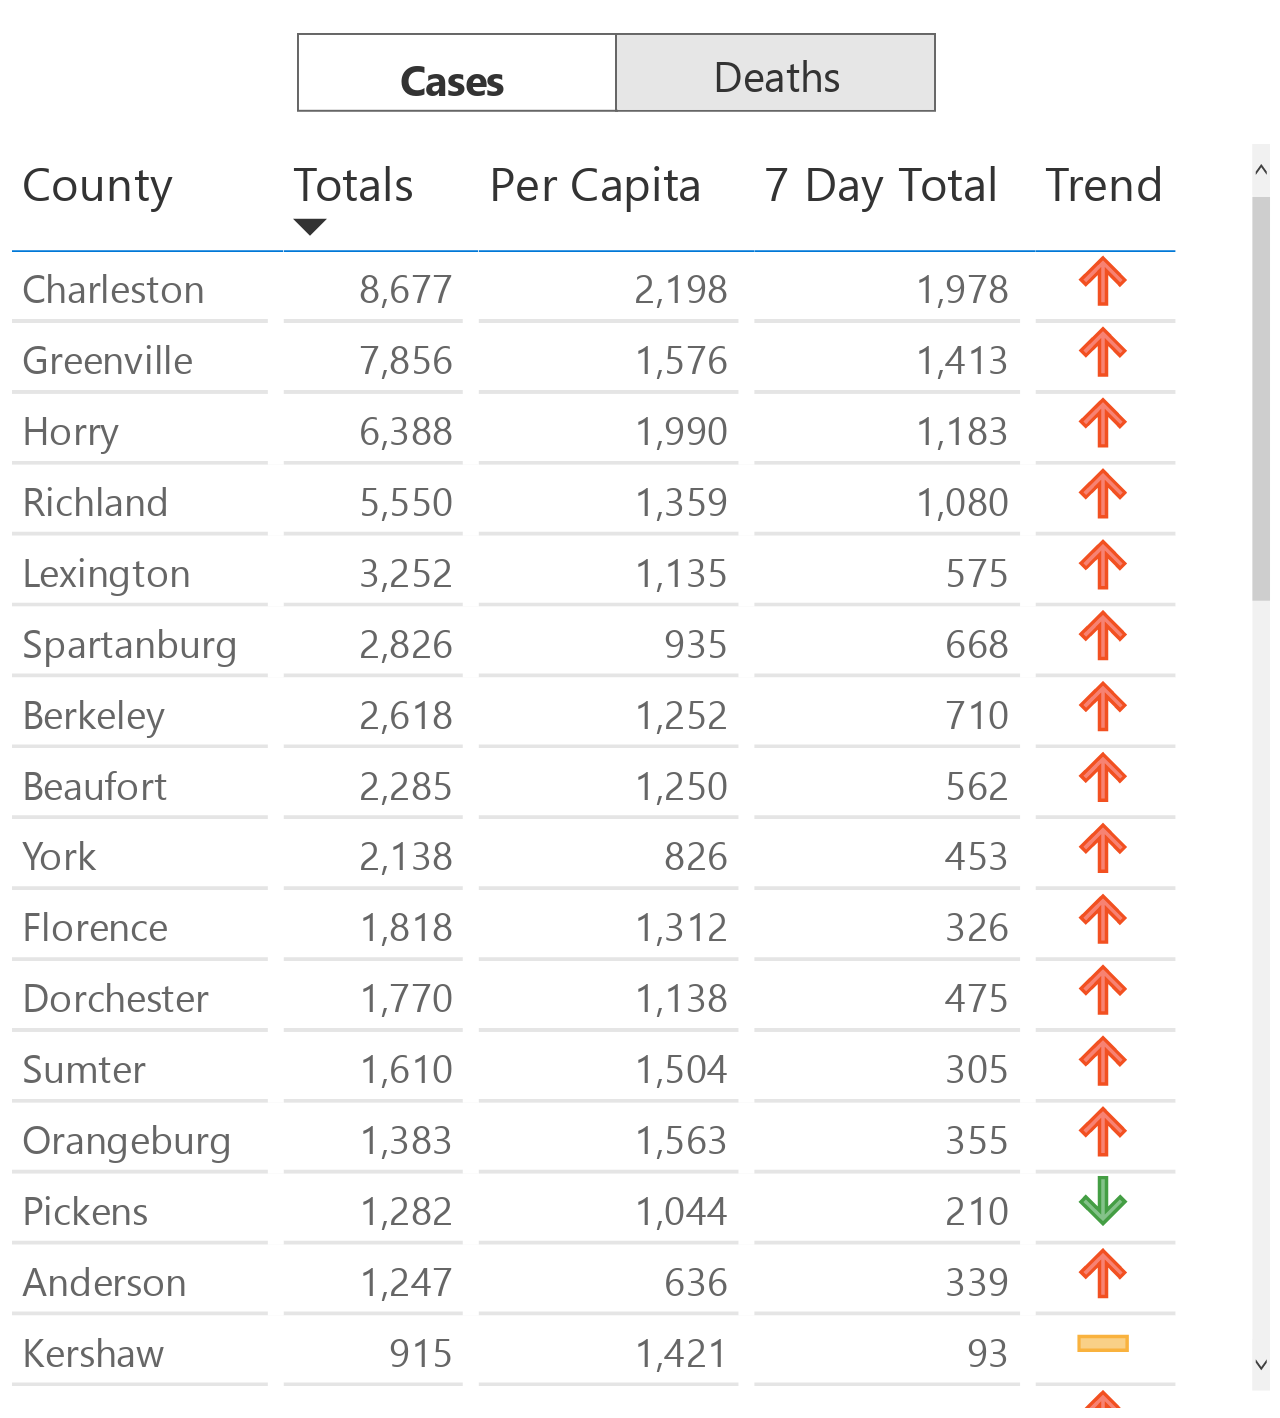 Cases Deaths
County Totals Per Capita 7 Day Total Trend
Charleston 8,677 2,198 1,978
Greenville 7,856 1,576 1,413
Horry 6,388 1,990 1,183
Richland 5,550 1,359 1,080
Lexington 3,252 1,135 575
Spartanburg 2,826 935 668
Berkeley 2,618 1,252 710
Beaufort 2,285 1,250 562
York 2,138 826 453
Florence 1,818 1,312 326
Dorchester 1,770 1,138 475
Sumter 1,610 1,504 305
Orangeburg 1,383 1,563 355
Pickens 1,282 1,044 210
Anderson 1,247 636 339
Kershaw 915 1,421 93